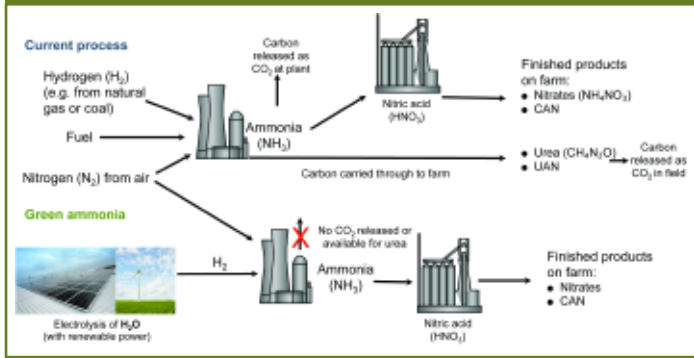 Current process
Hydrogen (H₂)
(e.g. from natural
gas or coal)
Fuel
Nitrogen (N₂) from air
Carbon
released as
CO₂ at plant
Ammonia
(NH₃)
Nitric acid
(HNO₃)
Finished products
on farm:
● Nitrates (NH₄NO₃)
● CAN
● Urea (CH₄N₂O)
● UAN
Carbon
released as
CO₂ in field
Carbon carried through to farm
Green ammonia
No CO₂ released or
available for urea
H₂
Ammonia
(NH₃)
Nitric acid
(HNO₃)
Finished products
on farm:
● Nitrates
● CAN
Electrolysis of H₂O
(with renewable power)